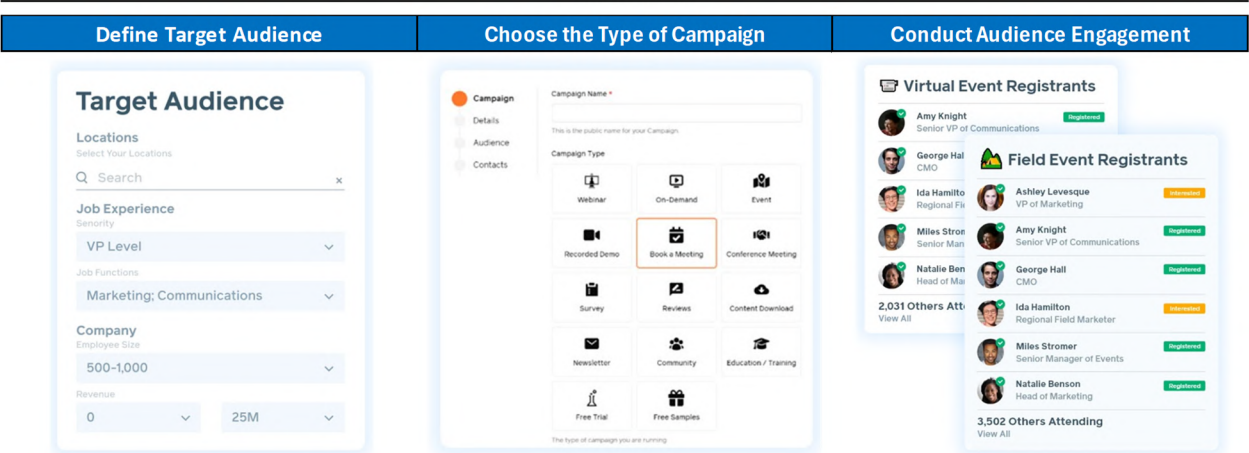 Define Target Audience
Choose the Type of Campaign
Conduct Audience Engagement
Target Audience
Locations
Select Your Locations
Search
x
Job Experience
Senority
VP Level
Job Functions
Marketing; Communications
Company
Employee Size
500-1,000
Revenue
0
25M
Campaign
Details
Audience
Contacts
Campaign Name *
This is the public name for your Campaign
Campaign Type
Webinar
On-Demand
Event
Recorded Demo
Book a Meeting
Conference Meeting
Survey
Reviews
Content Download
Newsletter
Community
Education / Training
Free Trial
Free Samples
The type of campaign you are running
Virtual Event Registrants
Amy Knight
Registered
Senior VP of Communications
George Hal
CMO
Ida Hamilto
Regional Fi
Miles Strom
Senior Man
Natalie Ben
Head of Ma
2,031 Others Att
View All
Field Event Registrants
Ashley Levesque
Interested
VP of Marketing
Amy Knight
Registered
Senior VP of Communications
George Hall
Registered
CMO
Ida Hamilton
Interested
Regional Field Marketer
Miles Stromer
Registered
Senior Manager of Events
Natalie Benson
Registered
Head of Marketing
3,502 Others Attending
View All